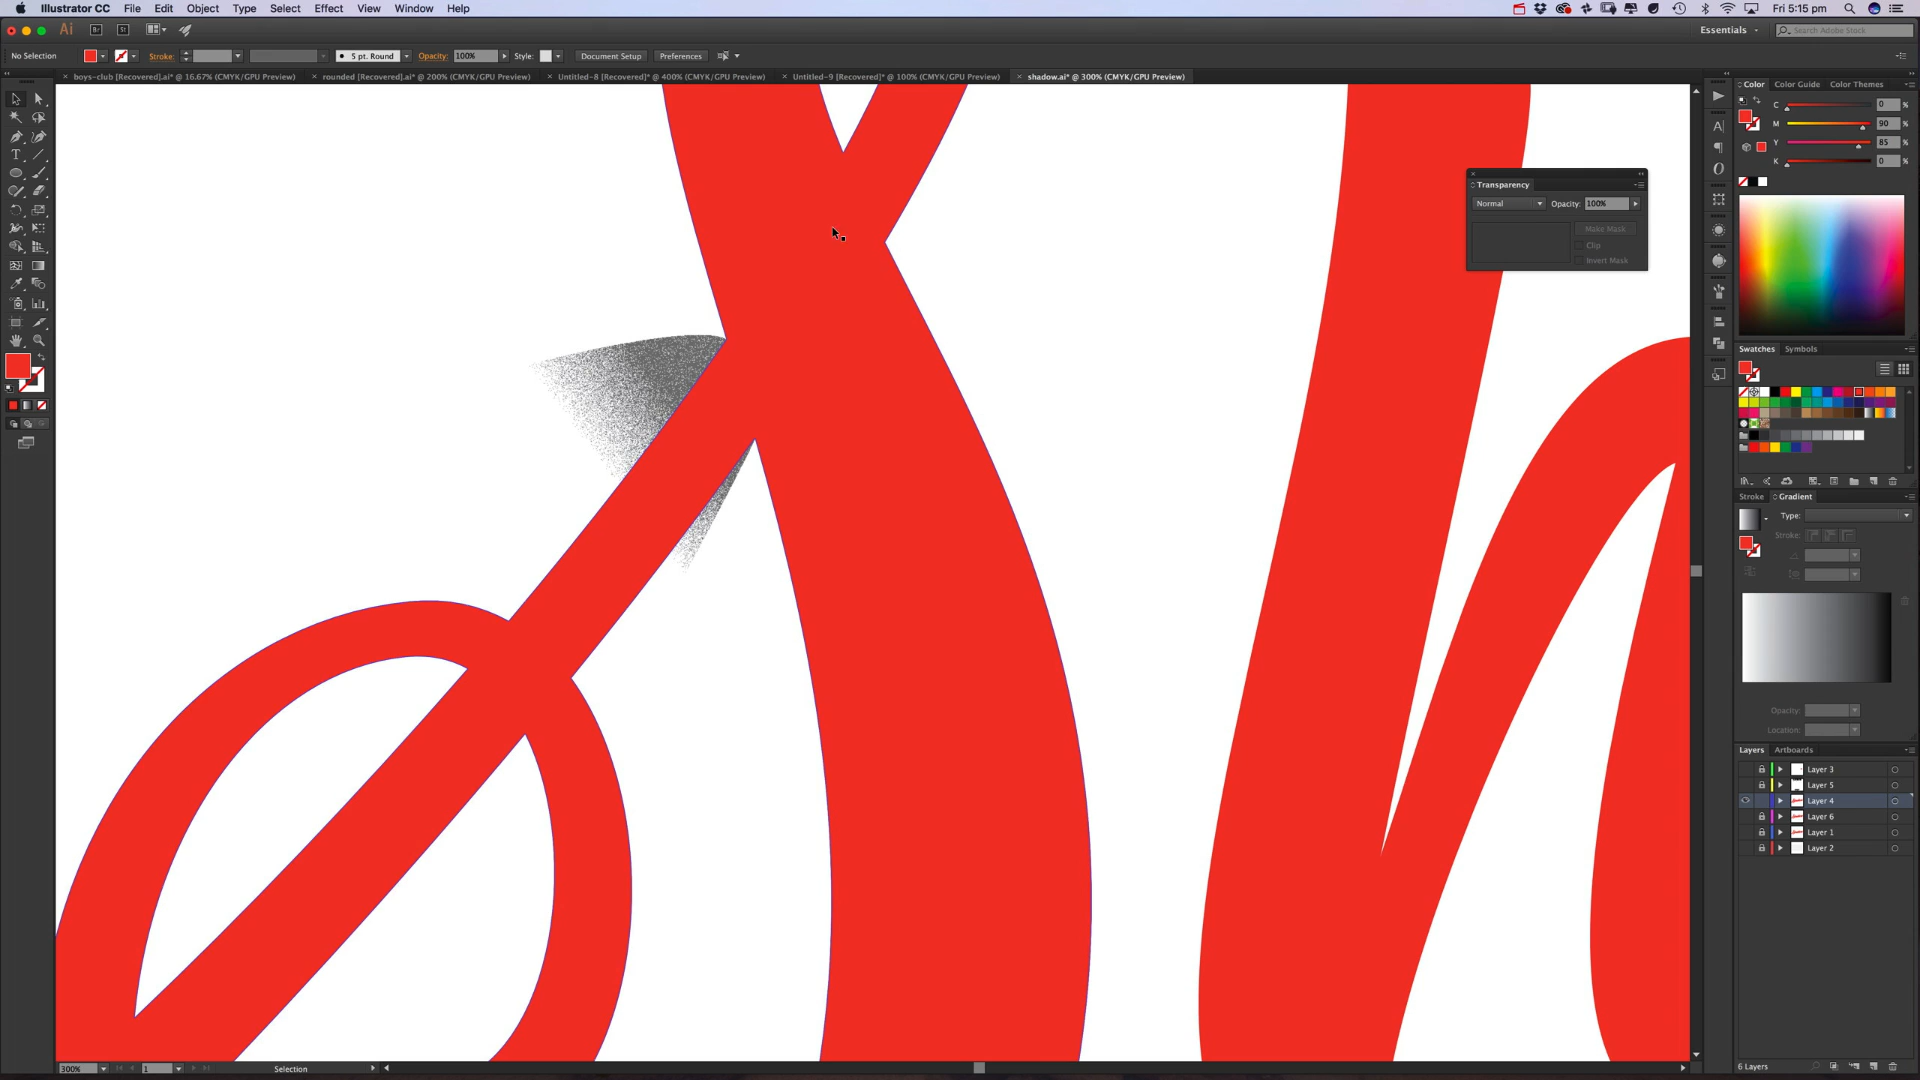 Illustrator CC File Edit Object Type Select Effect View Window Help Fri 5:15 pm
Ai Br St Essentials Search Adobe Stock
No Selection Stroke: 5 pt. Round Opacity: 100% Style: Document Setup Preferences
boys-club [Recovered].ai* @ 16.67% (CMYK/GPU Preview) rounded [Recovered].ai* @ 200% (CMYK/GPU Preview) Untitled-8 [Recovered]* @ 400% (CMYK/GPU Preview) Untitled-9 [Recovered]* @ 100% (CMYK/GPU Preview) shadow.ai* @ 300% (CMYK/GPU Preview)
Color Color Guide Color Themes
C 0 %
M 90 %
Y 85 %
K 0 %
Transparency
Normal Opacity: 100%
Make Mask
Clip
Invert Mask
Swatches Symbols
Stroke Gradient
Type:
Stroke:
Opacity:
Location:
Layers Artboards
Layer 3
Layer 5
Layer 4
Layer 6
Layer 1
Layer 2
6 Layers
300% 1 Selection